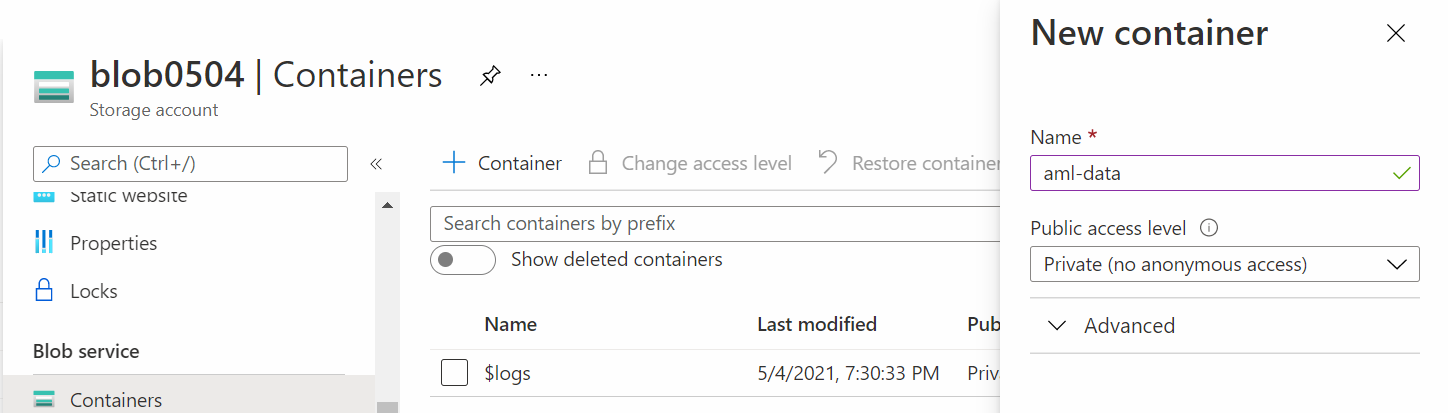 blob0504 | Containers
Storage account
Search (Ctrl+/)
«
Static website
Properties
Locks
Blob service
Containers
Container
Change access level
Restore container
Search containers by prefix
Show deleted containers
Name Last modified
$logs 5/4/2021, 7:30:33 PM
New container
Name *
aml-data
Public access level
Private (no anonymous access)
Advanced